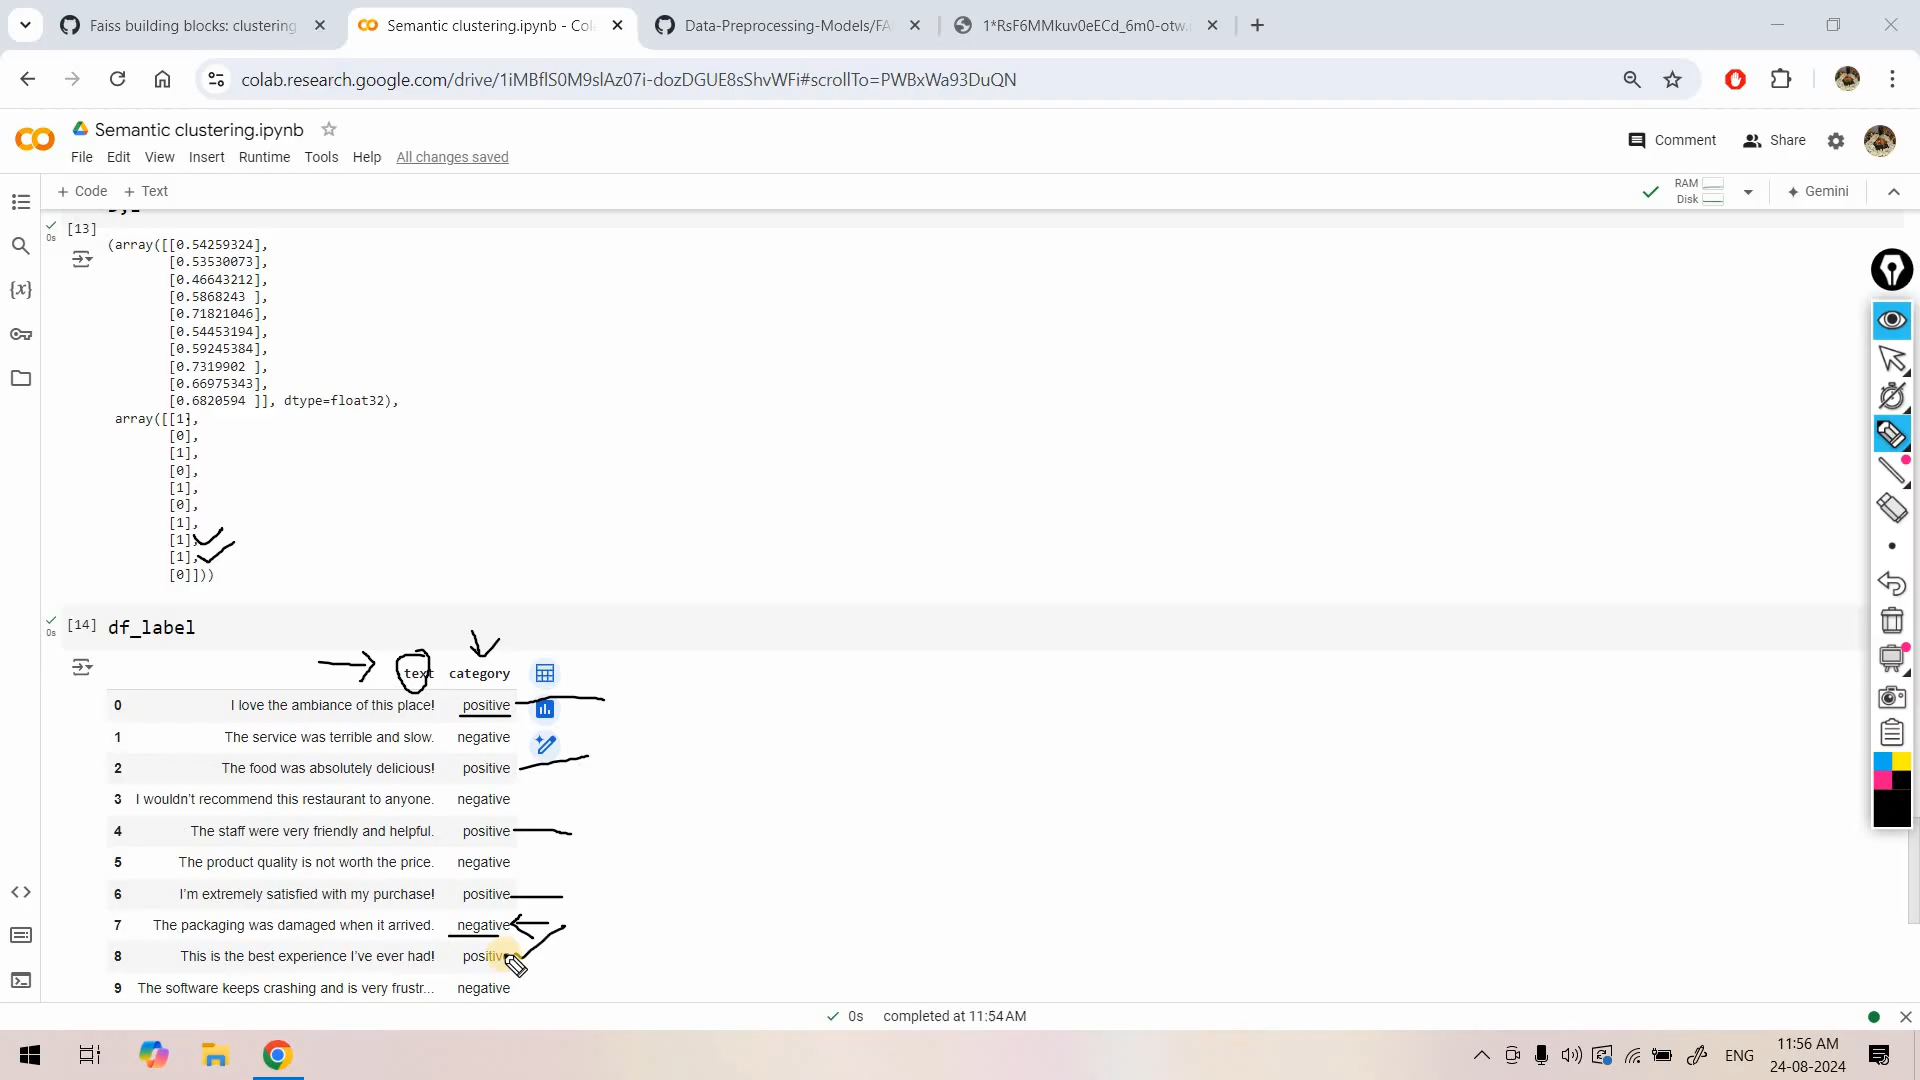 Faiss building blocks: clustering
Semantic clustering.ipynb - Col
Data-Preprocessing-Models/FA
1*RsF6MMkuv0eECd_6m0-otw.
colab.research.google.com/drive/1iMBflS0M9slAz07i-dozDGUE8sShvWFi#scrollTo=PWBxWa93DuQN
CO
Semantic clustering.ipynb
Comment
Share
File Edit View Insert Runtime Tools Help All changes saved
+ Code + Text
RAM
Disk
Gemini
0s
[13]
(array([[0.54259324],
[0.53530073],
[0.46643212],
[0.5868243 ],
[0.71821046],
[0.54453194],
[0.59245384],
[0.7319902 ],
[0.66975343],
[0.6820594 ]], dtype=float32),
array([[1],
[0],
[1],
[0],
[1],
[0],
[1],
[1],
[1],
[0]]))
0s
[14] df_label
text category
0 I love the ambiance of this place! positive
1 The service was terrible and slow. negative
2 The food was absolutely delicious! positive
3 I wouldn't recommend this restaurant to anyone. negative
4 The staff were very friendly and helpful. positive
5 The product quality is not worth the price. negative
6 I'm extremely satisfied with my purchase! positive
7 The packaging was damaged when it arrived. negative
8 This is the best experience I've ever had! positive
9 The software keeps crashing and is very frustr... negative
0s completed at 11:54 AM
ENG
11:56 AM
24-08-2024